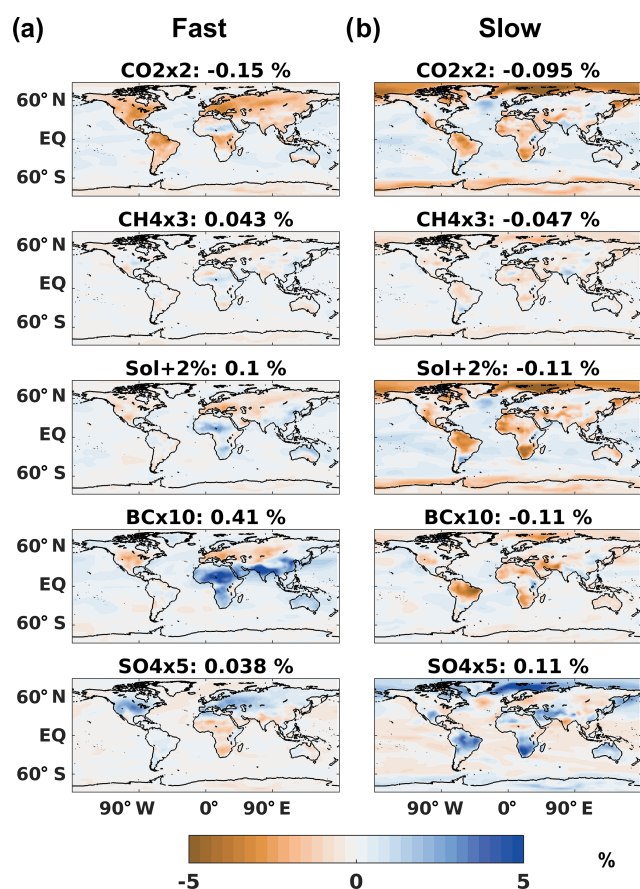 (a) Fast (b) Slow
CO2x2: -0.15 % CO2x2: -0.095 %
60° N
EQ
60° S
CH4x3: 0.043 % CH4x3: -0.047 %
60° N
EQ
60° S
Sol+2%: 0.1 % Sol+2%: -0.11 %
60° N
EQ
60° S
BCx10: 0.41 % BCx10: -0.11 %
60° N
EQ
60° S
SO4x5: 0.038 % SO4x5: 0.11 %
60° N
EQ
60° S
90° W 0° 90° E 90° W 0° 90° E
%
-5 0 5